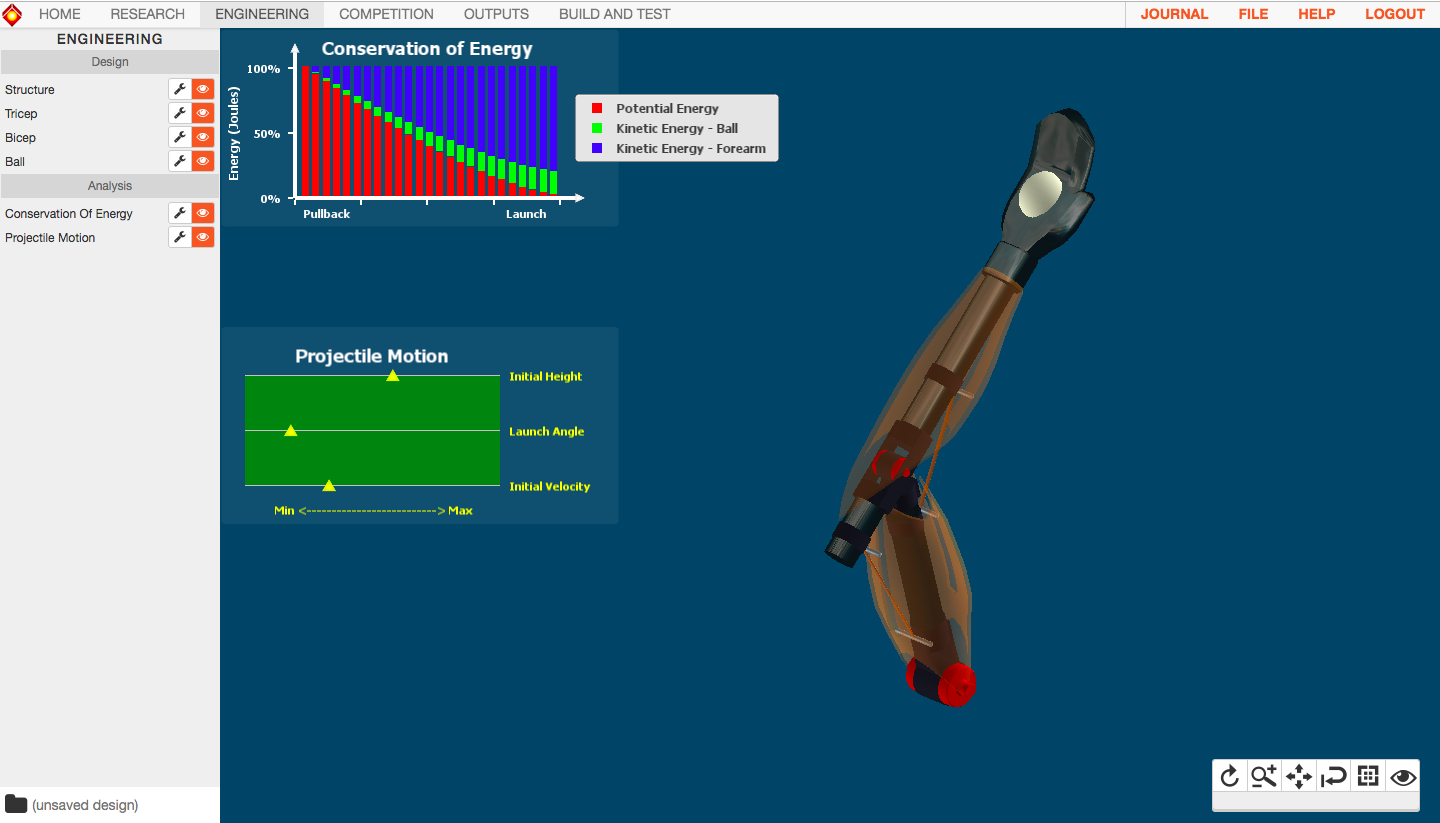 HOME RESEARCH ENGINEERING COMPETITION OUTPUTS BUILD AND TEST JOURNAL FILE HELP LOGOUT
ENGINEERING
Design
Structure
Tricep
Bicep
Ball
Analysis
Conservation Of Energy
Projectile Motion
(unsaved design)
Conservation of Energy
Energy (Joules)
100%
50%
0%
Pullback Launch
Potential Energy
Kinetic Energy - Ball
Kinetic Energy - Forearm
Projectile Motion
Initial Height
Launch Angle
Initial Velocity
Min <---------------------------> Max